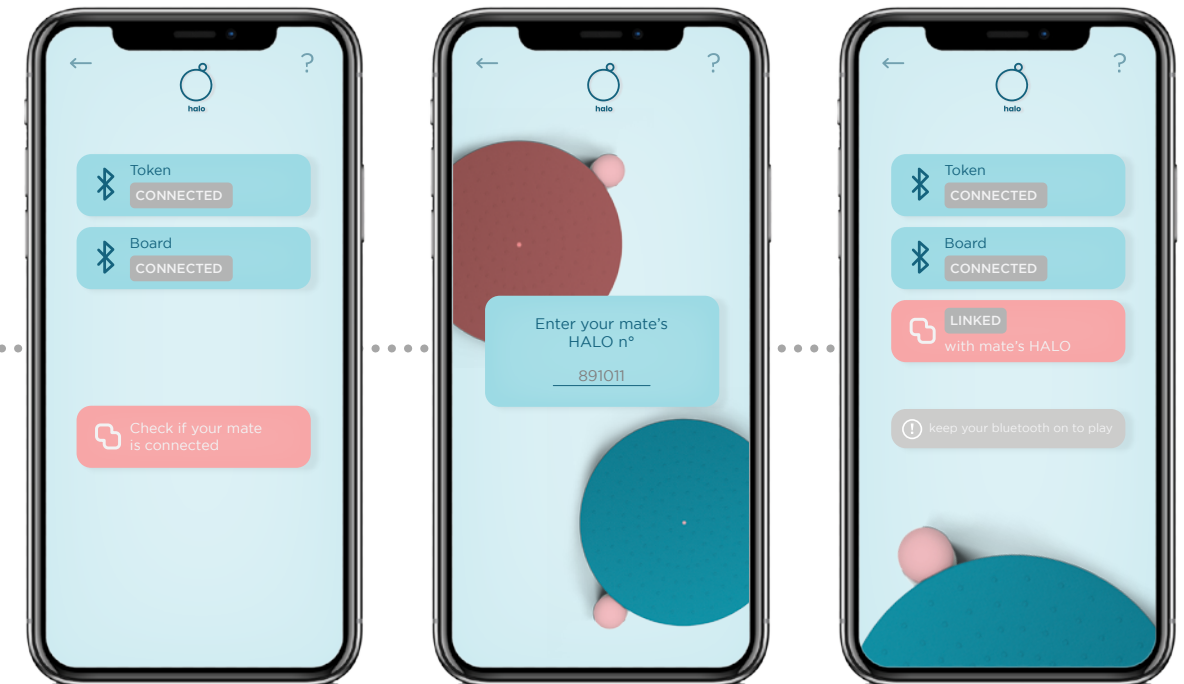 ?
halo
Token
CONNECTED
Board
CONNECTED
Check if your mate
is connected
?
halo
Enter your mate's
HALO n°
891011
?
halo
Token
CONNECTED
Board
CONNECTED
LINKED
with mate's HALO
! keep your bluetooth on to play